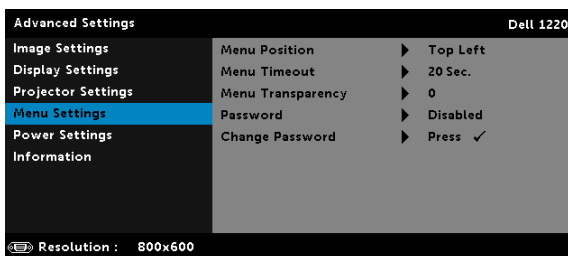 Advanced Settings Dell 1220
Image Settings
Display Settings
Projector Settings
Menu Settings
Power Settings
Information
Menu Position Top Left
Menu Timeout 20 Sec.
Menu Transparency 0
Password Disabled
Change Password Press ✓
Resolution : 800x600